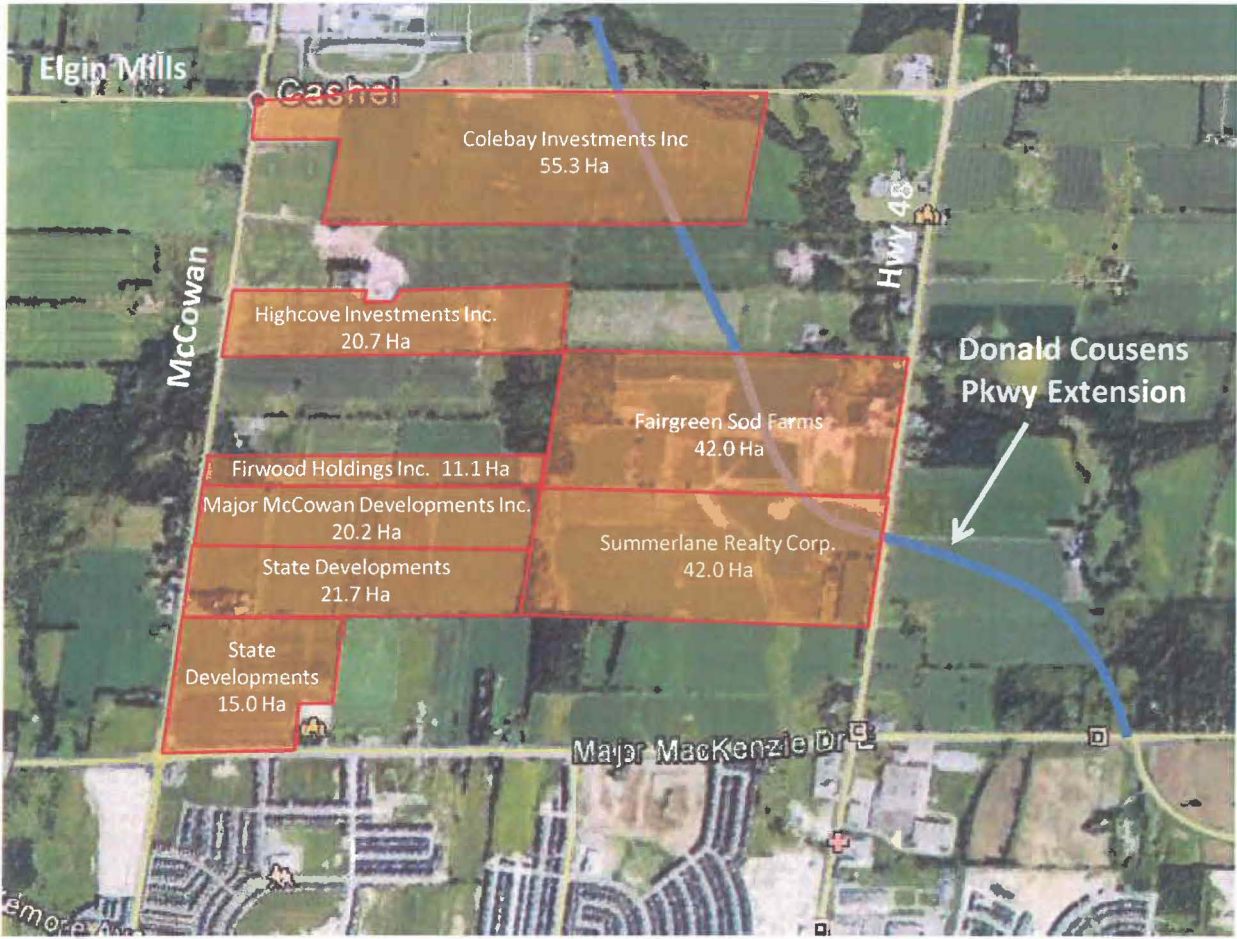 Elgin Mills
Cashel
Colebay Investments Inc
55.3 Ha
Hwy 48
McCowan
Highcove Investments Inc.
20.7 Ha
Donald Cousens
Pkwy Extension
Fairgreen Sod Farms
42.0 Ha
Firwood Holdings Inc. 11.1 Ha
Major McCowan Developments Inc.
20.2 Ha
Summerlane Realty Corp.
42.0 Ha
State Developments
21.7 Ha
State
Developments
15.0 Ha
Major MacKenzie Dr E